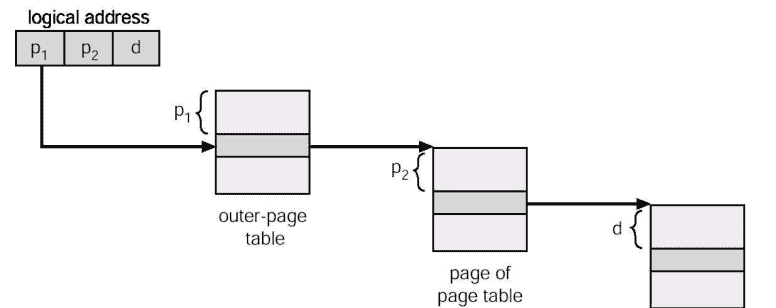 logical address
p1 p2 d
p1
outer-page
table
p2
page of
page table
d